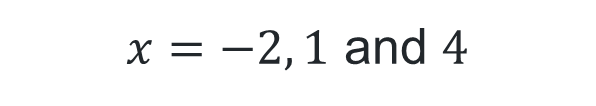 x = −2, 1 and 4